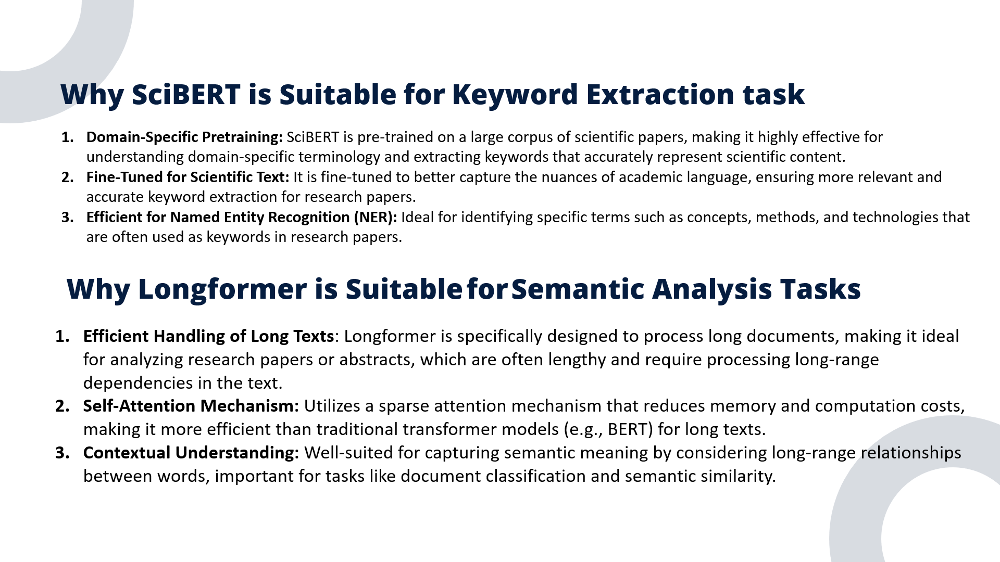 Why SciBERT is Suitable for Keyword Extraction task
1. Domain-Specific Pretraining: SciBERT is pre-trained on a large corpus of scientific papers, making it highly effective for
understanding domain-specific terminology and extracting keywords that accurately represent scientific content.
2. Fine-Tuned for Scientific Text: It is fine-tuned to better capture the nuances of academic language, ensuring more relevant and
accurate keyword extraction for research papers.
3. Efficient for Named Entity Recognition (NER): Ideal for identifying specific terms such as concepts, methods, and technologies that
are often used as keywords in research papers.
Why Longformer is Suitable for Semantic Analysis Tasks
1. Efficient Handling of Long Texts: Longformer is specifically designed to process long documents, making it ideal
for analyzing research papers or abstracts, which are often lengthy and require processing long-range
dependencies in the text.
2. Self-Attention Mechanism: Utilizes a sparse attention mechanism that reduces memory and computation costs,
making it more efficient than traditional transformer models (e.g., BERT) for long texts.
3. Contextual Understanding: Well-suited for capturing semantic meaning by considering long-range relationships
between words, important for tasks like document classification and semantic similarity.